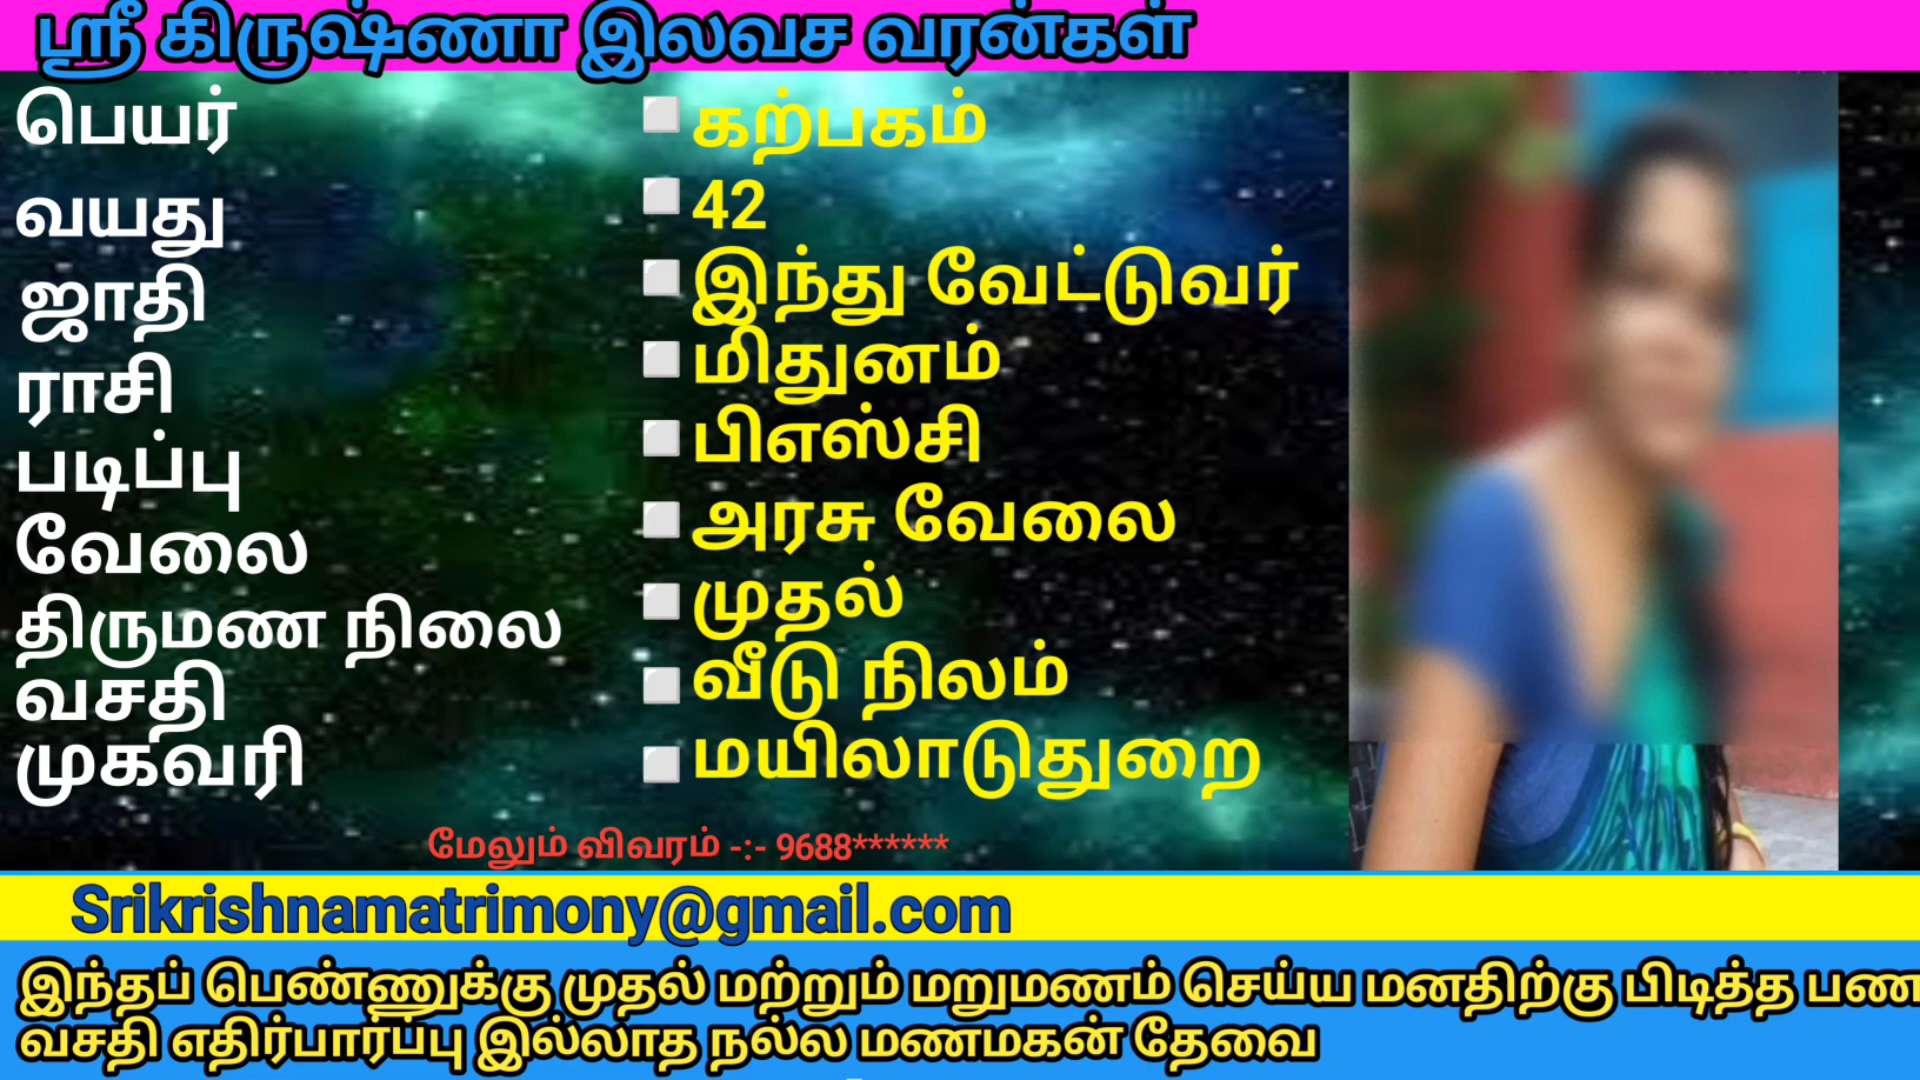 ஸ்ரீ கிருஷ்ணா இலவச வரன்கள்
பெயர் கற்பகம்
வயது 42
ஜாதி இந்து வேட்டுவர்
ராசி மிதுனம்
படிப்பு பிஎஸ்சி
வேலை அரசு வேலை
திருமண நிலை முதல்
வசதி வீடு நிலம்
முகவரி மயிலாடுதுறை
மேலும் விவரம் -:- 9688******
Srikrishnamatrimony@gmail.com
இந்தப் பெண்ணுக்கு முதல் மற்றும் மறுமணம் செய்ய மனதிற்கு பிடித்த பண
வசதி எதிர்பார்ப்பு இல்லாத நல்ல மணமகன் தேவை